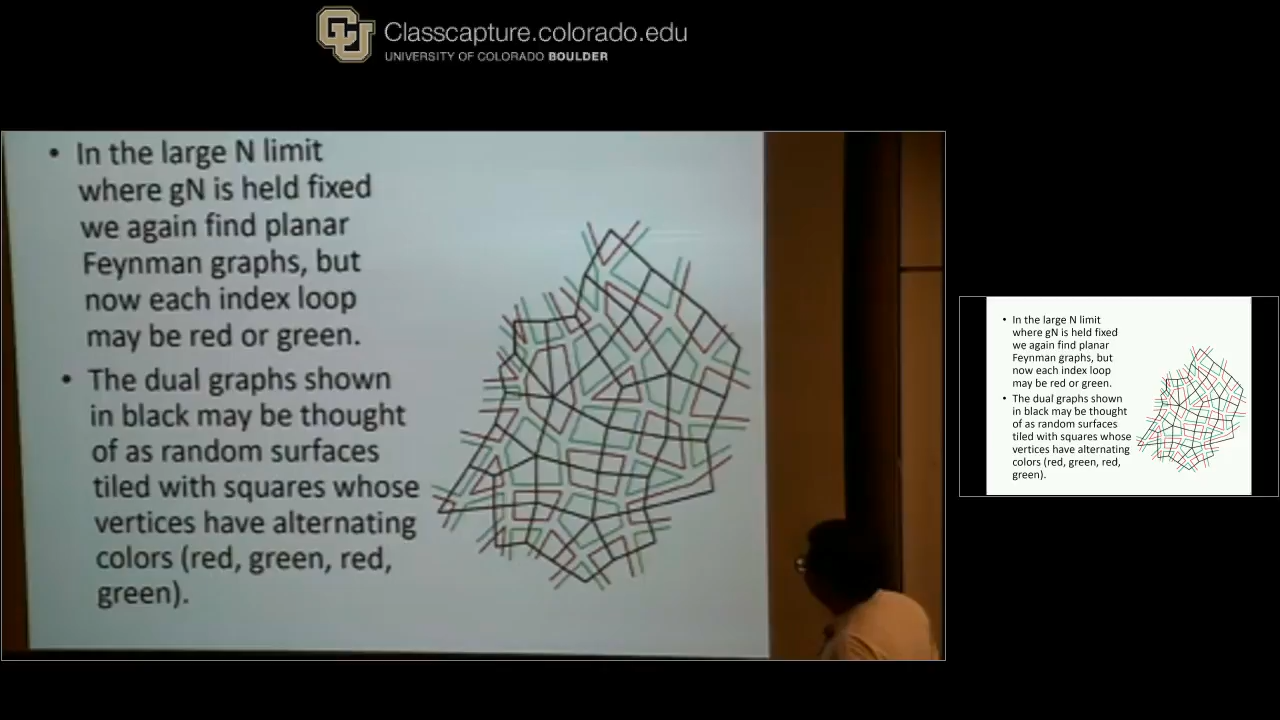 Classcapture.colorado.edu
UNIVERSITY OF COLORADO BOULDER
• In the large N limit
where gN is held fixed
we again find planar
Feynman graphs, but
now each index loop
may be red or green.
• The dual graphs shown
in black may be thought
of as random surfaces
tiled with squares whose
vertices have alternating
colors (red, green, red,
green).
• In the large N limit
where gN is held fixed
we again find planar
Feynman graphs, but
now each index loop
may be red or green.
• The dual graphs shown
in black may be thought
of as random surfaces
tiled with squares whose
vertices have alternating
colors (red, green, red,
green).